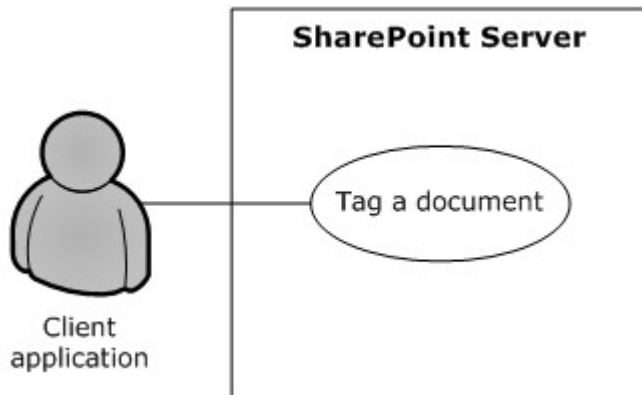 SharePoint Server
Tag a document
Client
application